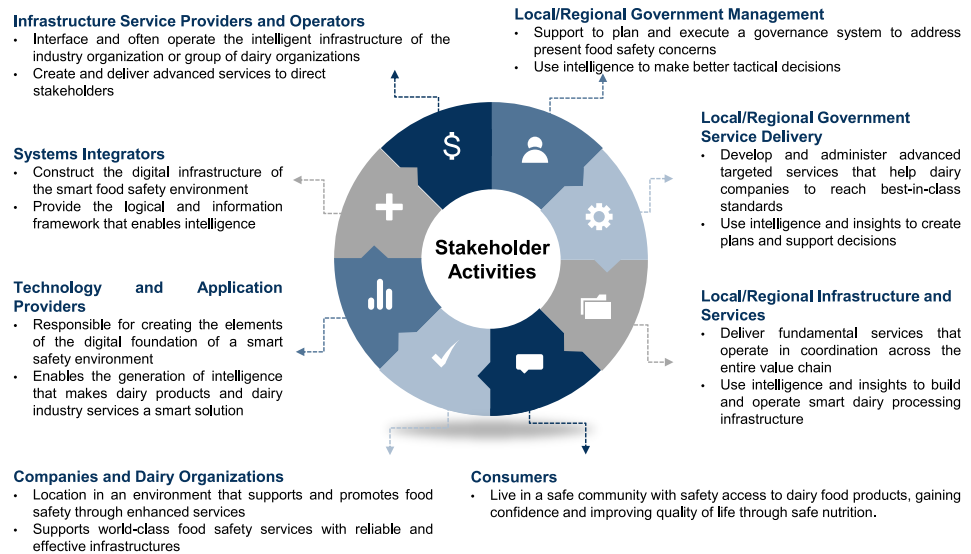 Infrastructure Service Providers and Operators
• Interface and often operate the intelligent infrastructure of the
industry organization or group of dairy organizations
• Create and deliver advanced services to direct
stakeholders
Local/Regional Government Management
• Support to plan and execute a governance system to address
present food safety concerns
• Use intelligence to make better tactical decisions
Systems Integrators
• Construct the digital infrastructure of
the smart food safety environment
• Provide the logical and information
framework that enables intelligence
Local/Regional Government
Service Delivery
• Develop and administer advanced
targeted services that help dairy
companies to reach best-in-class
standards
• Use intelligence and insights to create
plans and support decisions
$
Stakeholder
Activities
Technology and Application
Providers
• Responsible for creating the elements
of the digital foundation of a smart
safety environment
• Enables the generation of intelligence
that makes dairy products and dairy
industry services a smart solution
Local/Regional Infrastructure and
Services
• Deliver fundamental services that
operate in coordination across the
entire value chain
• Use intelligence and insights to build
and operate smart dairy processing
infrastructure
Companies and Dairy Organizations
• Location in an environment that supports and promotes food
safety through enhanced services
• Supports world-class food safety services with reliable and
effective infrastructures
Consumers
• Live in a safe community with safety access to dairy food products, gaining
confidence and improving quality of life through safe nutrition.